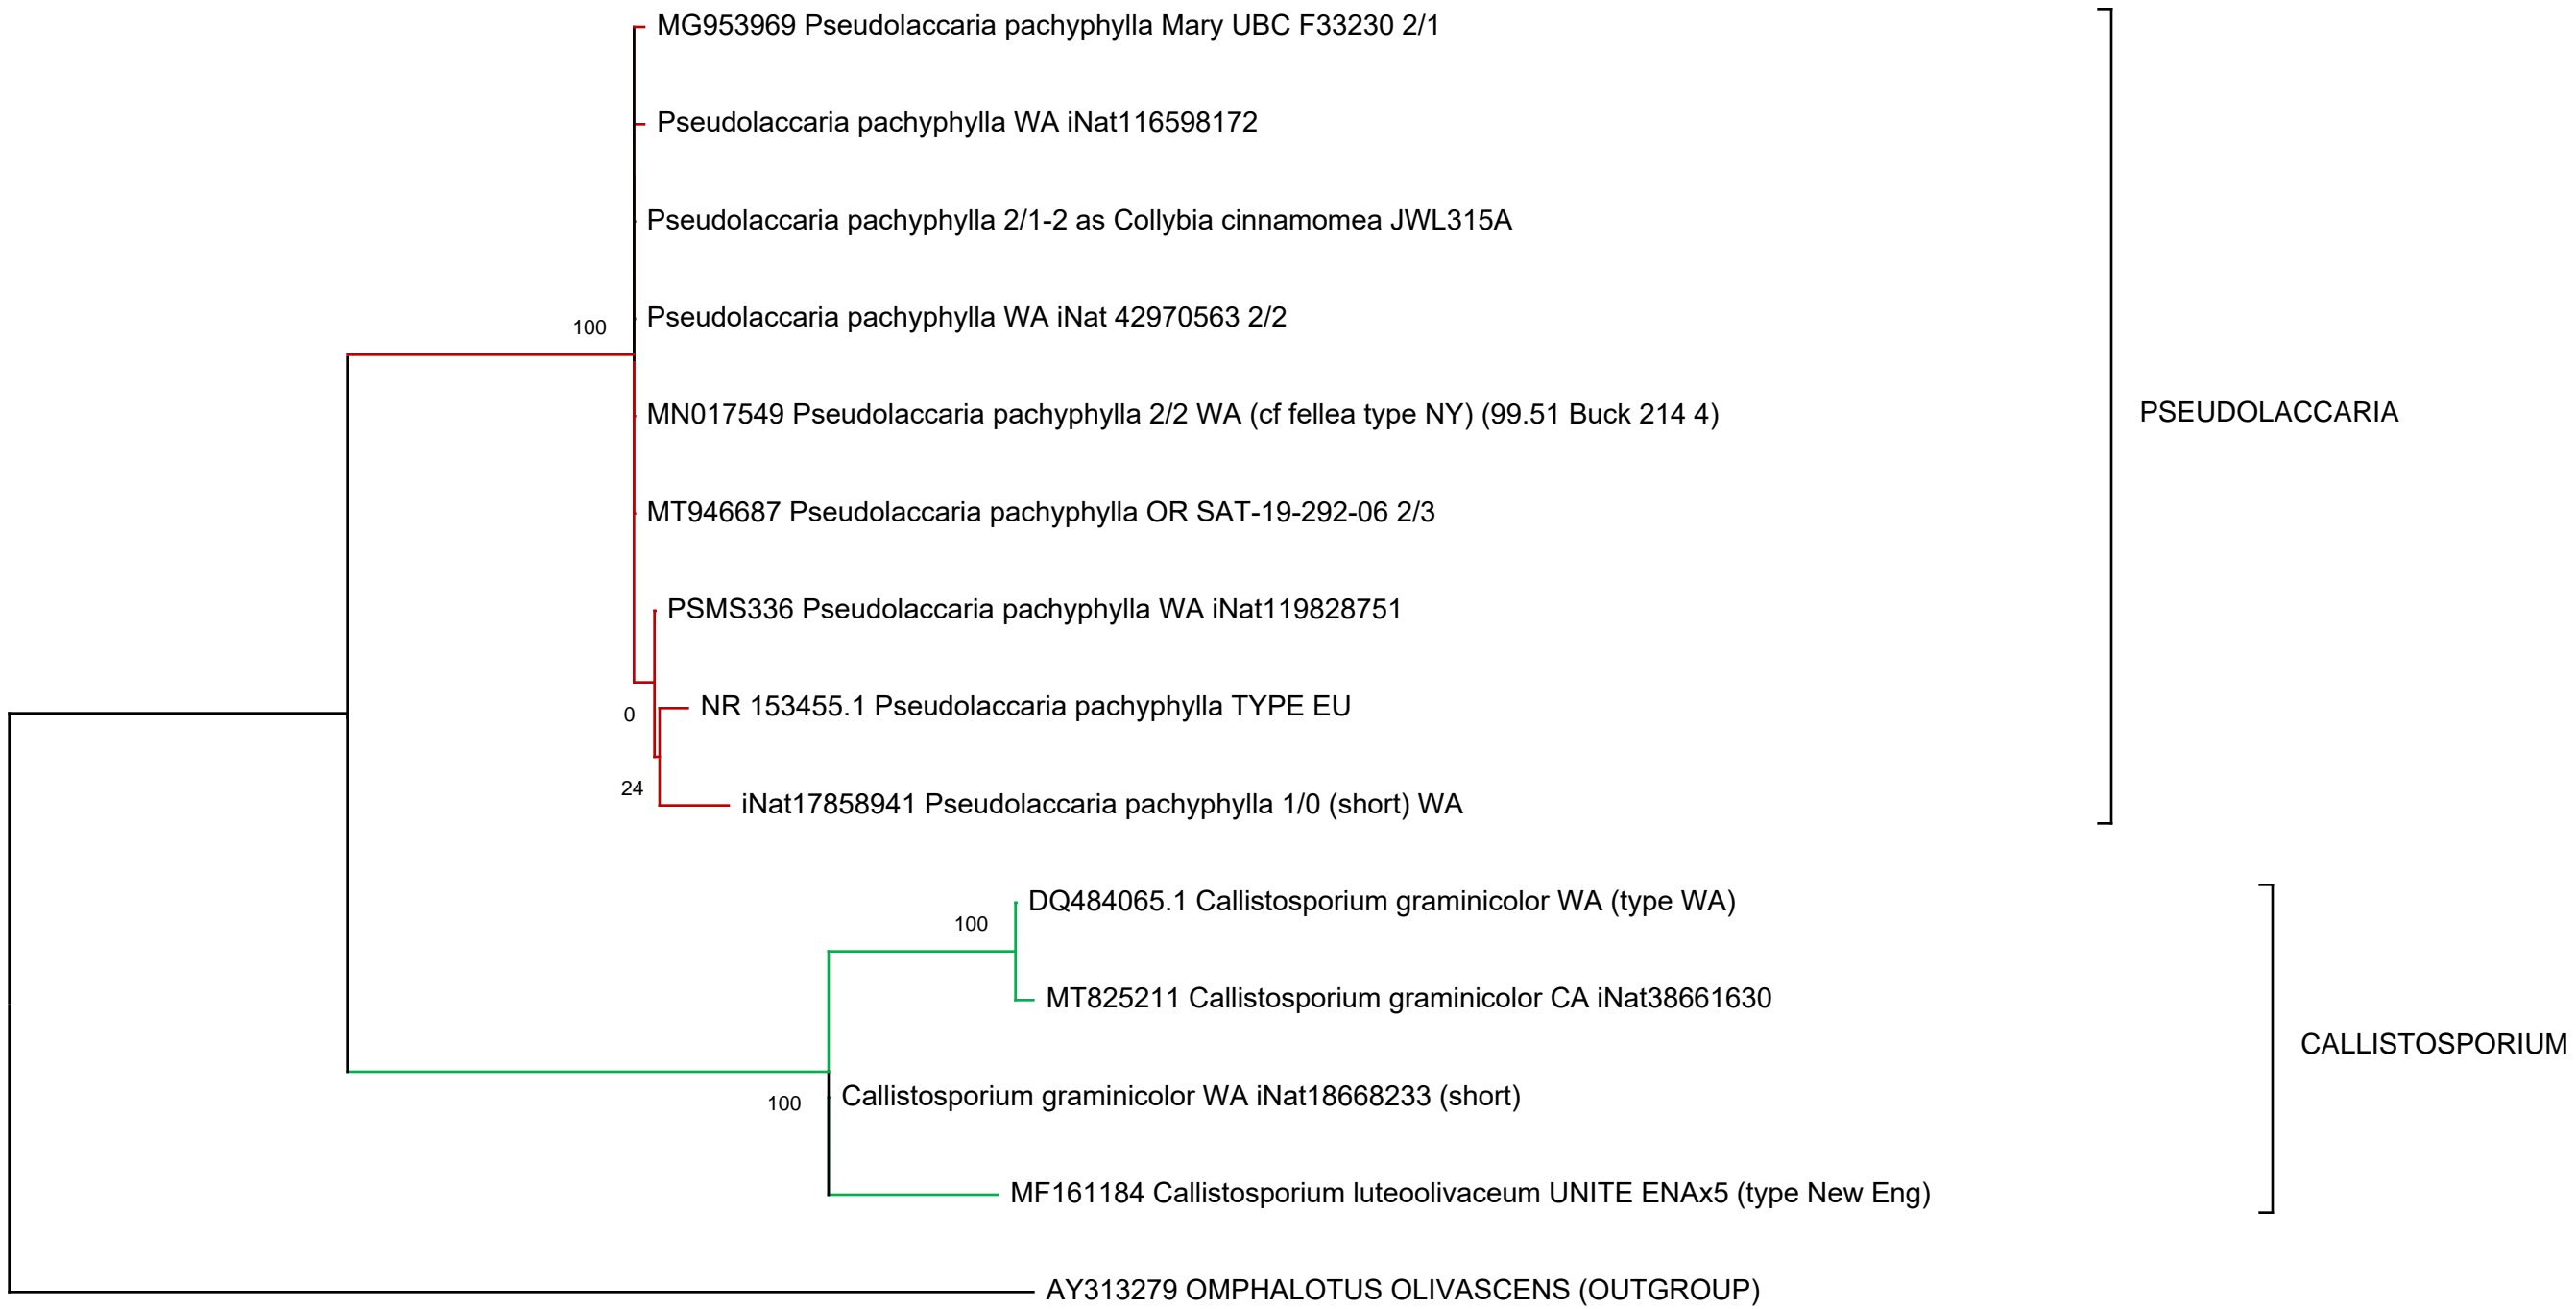 MG953969 Pseudolaccaria pachyphylla Mary UBC F33230 2/1
Pseudolaccaria pachyphylla WA iNat116598172
Pseudolaccaria pachyphylla 2/1-2 as Collybia cinnamomea JWL315A
Pseudolaccaria pachyphylla WA iNat 42970563 2/2
100
MN017549 Pseudolaccaria pachyphylla 2/2 WA (cf fellea type NY) (99.51 Buck 214 4)
PSEUDOLACCARIA
MT946687 Pseudolaccaria pachyphylla OR SAT-19-292-06 2/3
PSMS336 Pseudolaccaria pachyphylla WA iNat119828751
NR 153455.1 Pseudolaccaria pachyphylla TYPE EU
0
24
iNat17858941 Pseudolaccaria pachyphylla 1/0 (short) WA
DQ484065.1 Callistosporium graminicolor WA (type WA)
100
MT825211 Callistosporium graminicolor CA iNat38661630
CALLISTOSPORIUM
Callistosporium graminicolor WA iNat18668233 (short)
100
MF161184 Callistosporium luteoolivaceum UNITE ENAx5 (type New Eng)
AY313279 OMPHALOTUS OLIVASCENS (OUTGROUP)